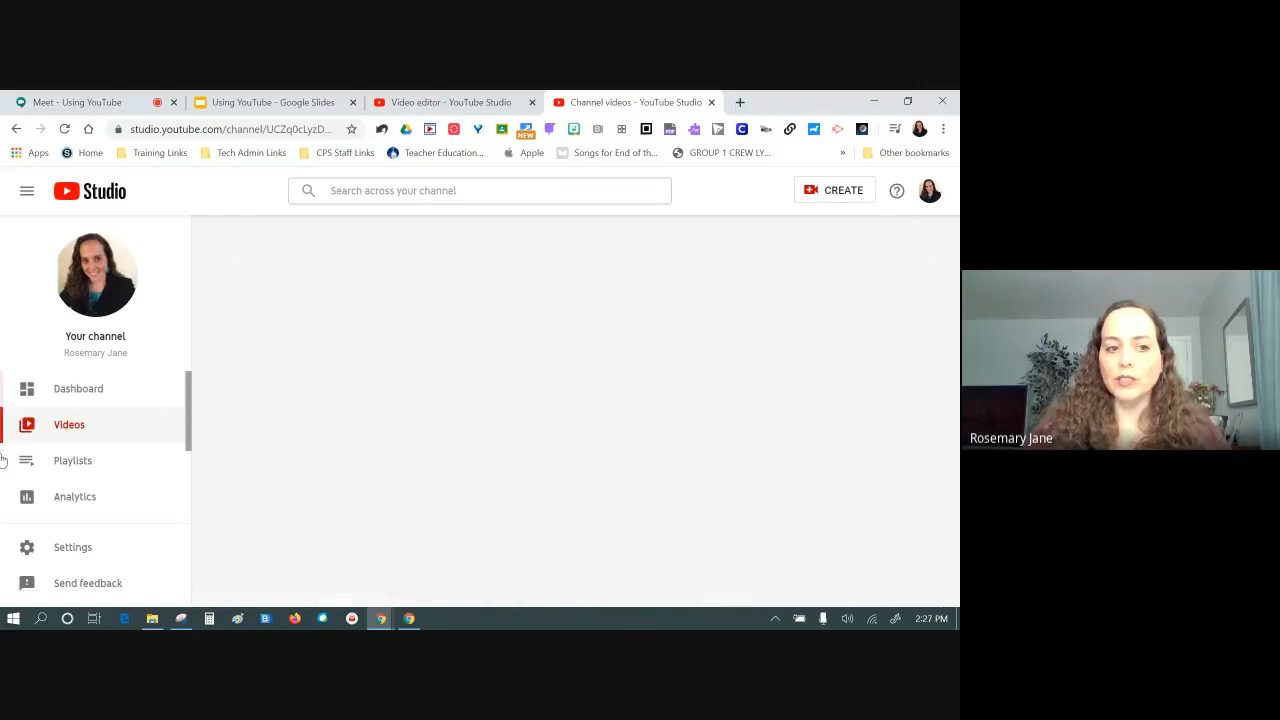 Meet - Using YouTube
Using YouTube - Google Slides
Video editor - YouTube Studio
Channel videos - YouTube Studio
studio.youtube.com/channel/UCZq0cLyzD...
NEW
PDF
Apps
Home
Training Links
Tech Admin Links
CPS Staff Links
Teacher Education...
Apple
Songs for End of th...
GROUP 1 CREW LY...
»
Other bookmarks
Studio
Search across your channel
CREATE
Your channel
Rosemary Jane
Dashboard
Videos
Playlists
Analytics
Settings
Send feedback
2:27 PM
Rosemary Jane